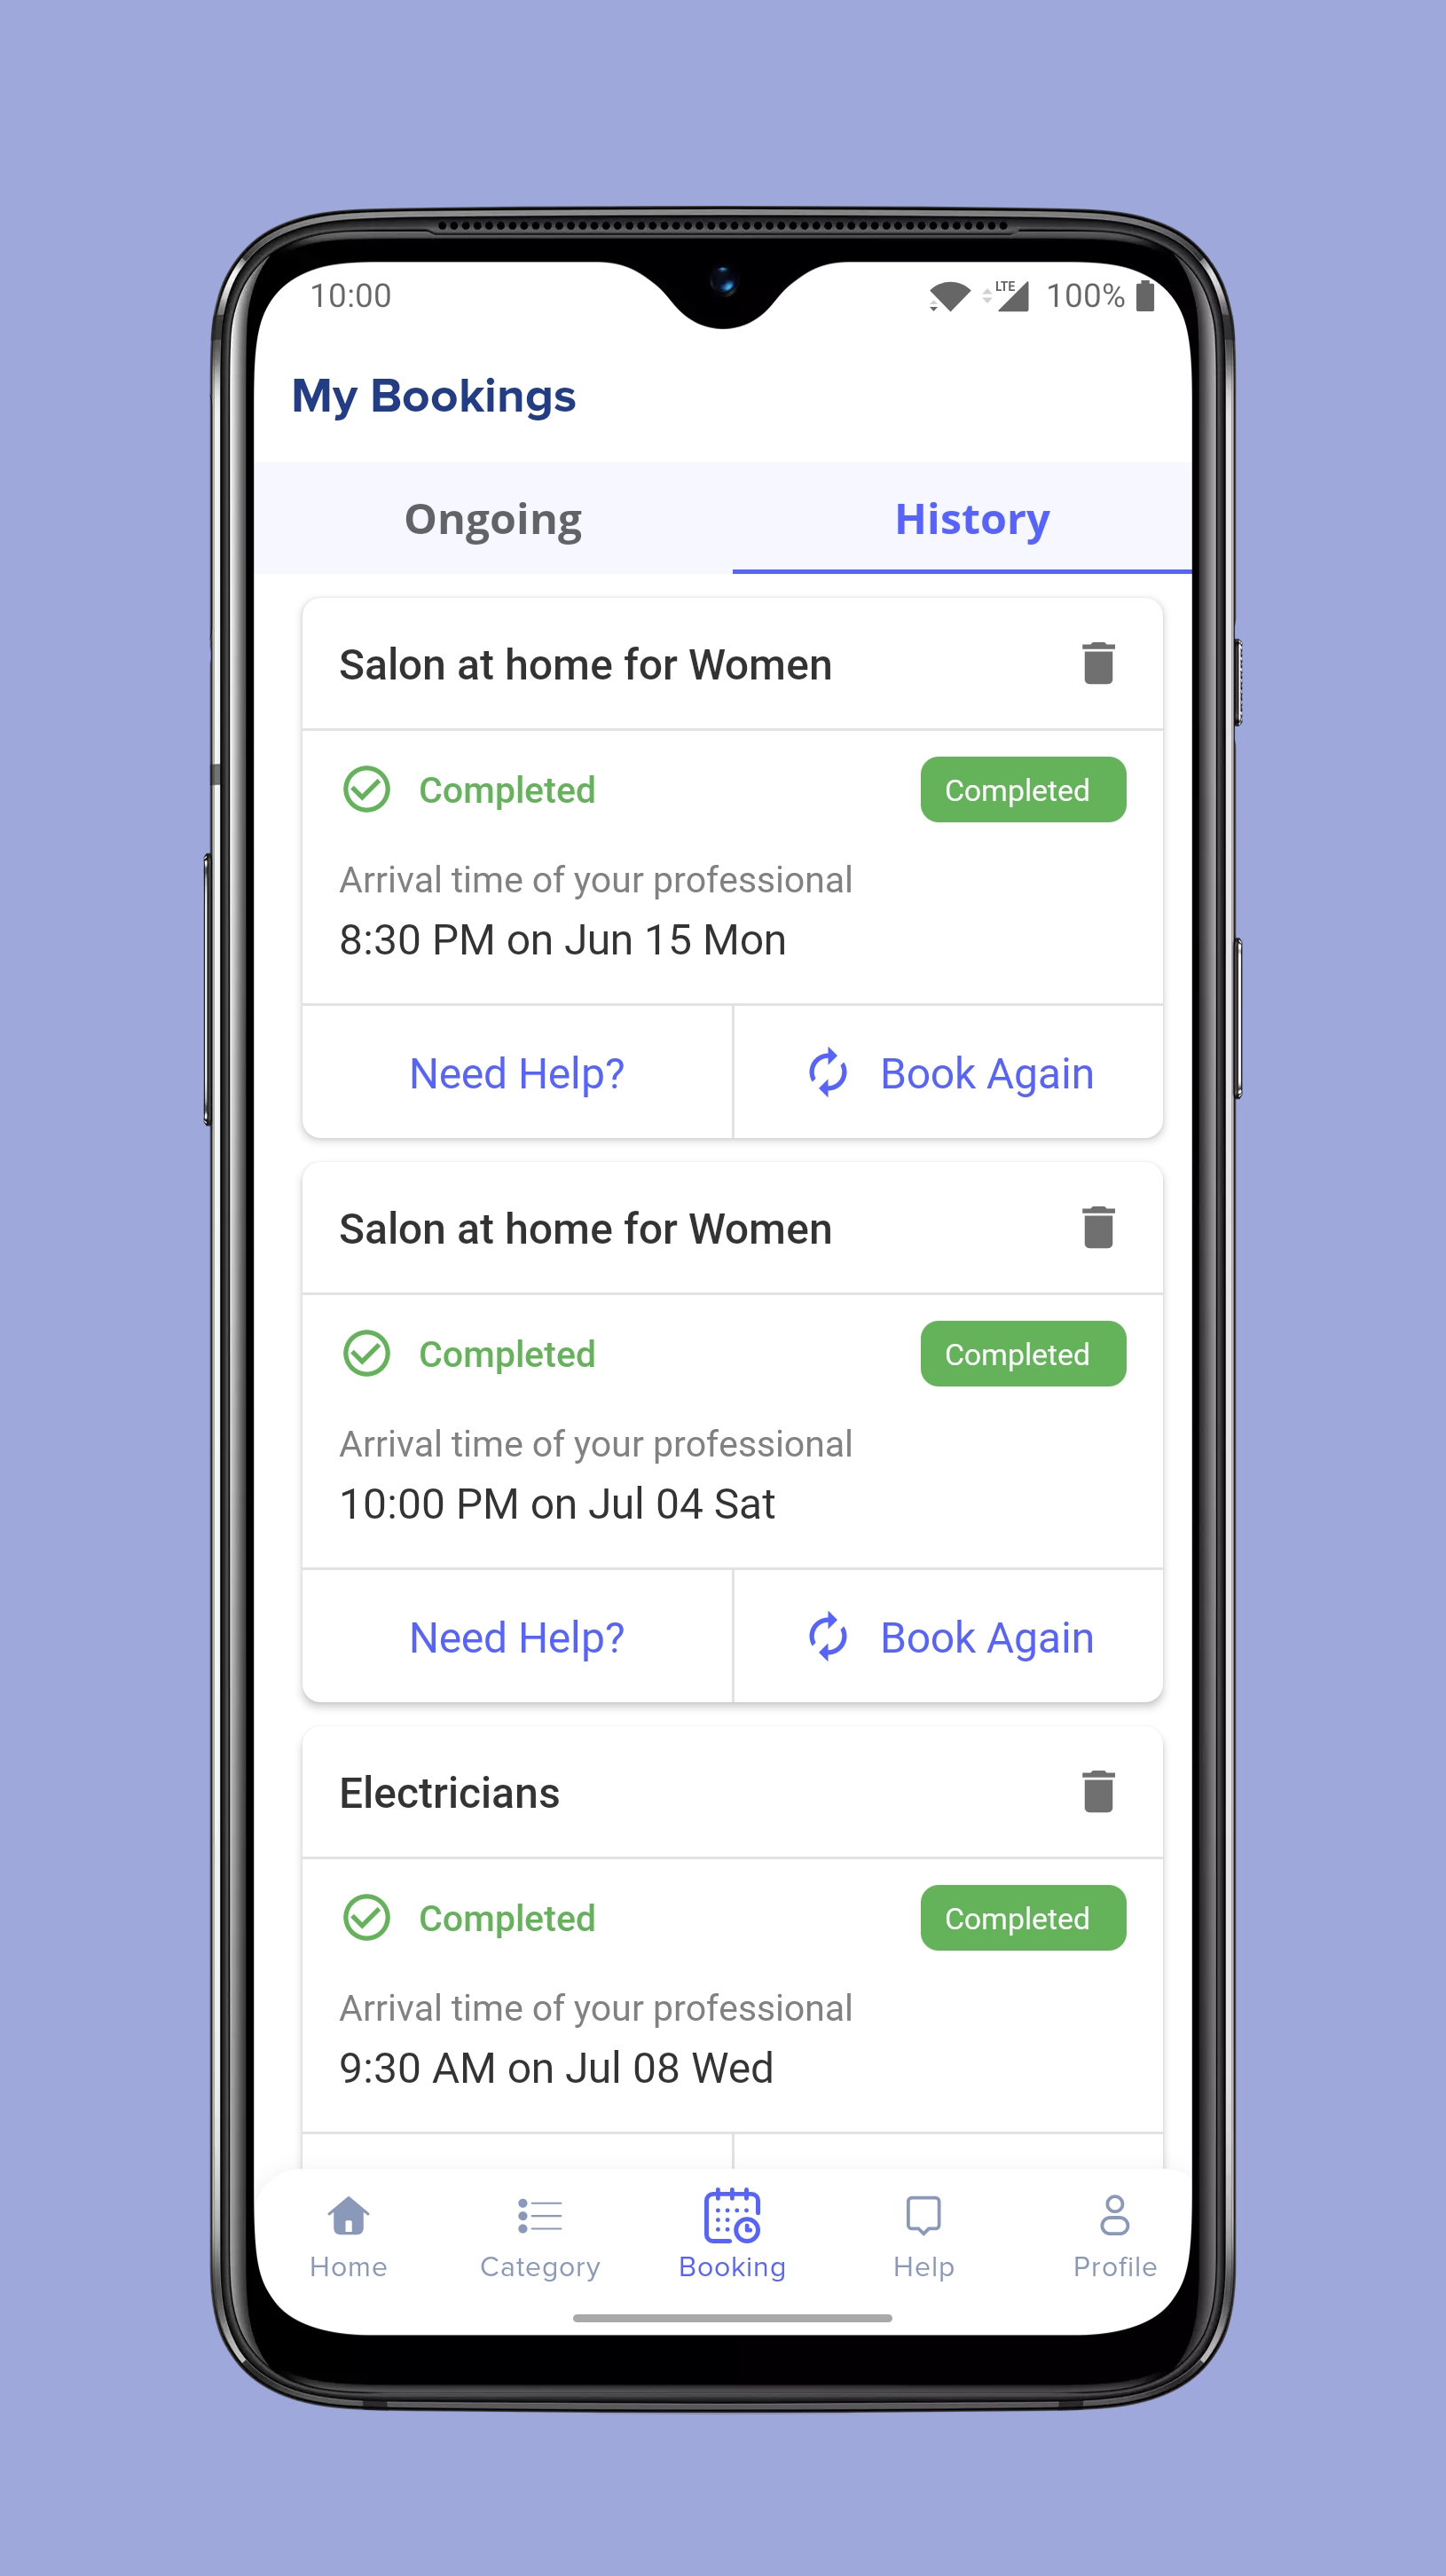 10:00 LTE 100%
My Bookings
Ongoing History
Salon at home for Women
Completed Completed
Arrival time of your professional
8:30 PM on Jun 15 Mon
Need Help? Book Again
Salon at home for Women
Completed Completed
Arrival time of your professional
10:00 PM on Jul 04 Sat
Need Help? Book Again
Electricians
Completed Completed
Arrival time of your professional
9:30 AM on Jul 08 Wed
Home Category Booking Help Profile